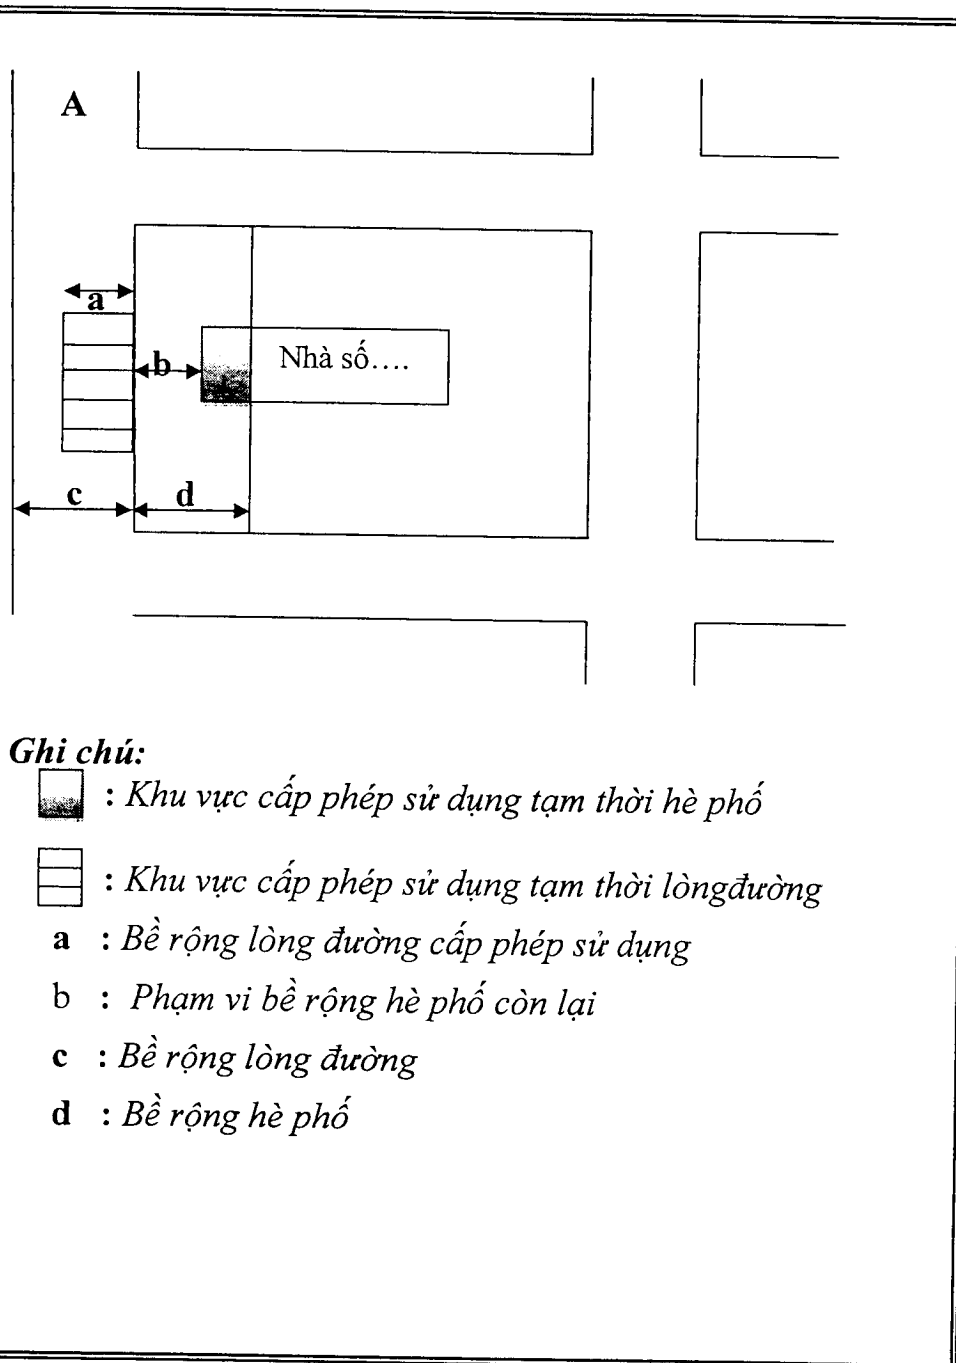 A
a
b
Nhà số....
c
d
Ghi chú:
: Khu vực cấp phép sử dụng tạm thời hè phố
: Khu vực cấp phép sử dụng tạm thời lòngđường
a : Bề rộng lòng đường cấp phép sử dụng
b : Phạm vi bề rộng hè phố còn lại
c : Bề rộng lòng đường
d : Bề rộng hè phố